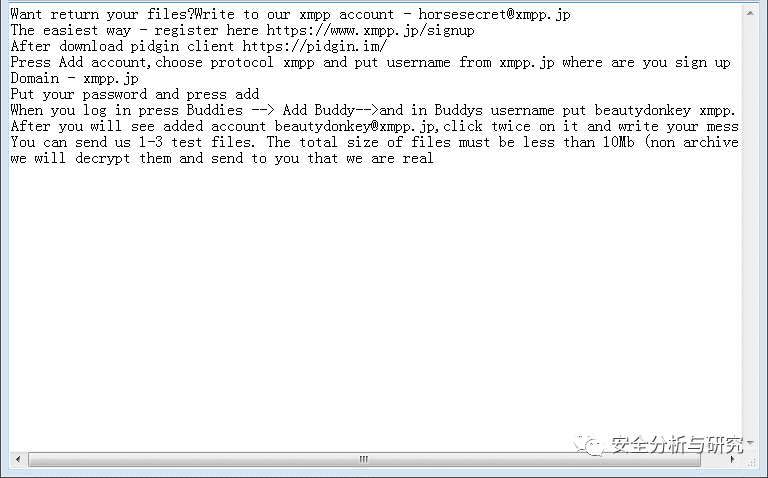 Want return your files?Write to our xmpp account - horsesecret@xmpp.jp
The easiest way - register here https://www.xmpp.jp/signup
After download pidgin client https://pidgin.im/
Press Add account,choose protocol xmpp and put username from xmpp.jp where are you sign up
Domain - xmpp.jp
Put your password and press add
When you log in press Buddies --> Add Buddy-->and in Buddys username put beautydonkey xmpp.
After you will see added account beautydonkey@xmpp.jp,click twice on it and write your mess
You can send us 1-3 test files. The total size of files must be less than 10Mb (non archive
we will decrypt them and send to you that we are real
安全分析与研究